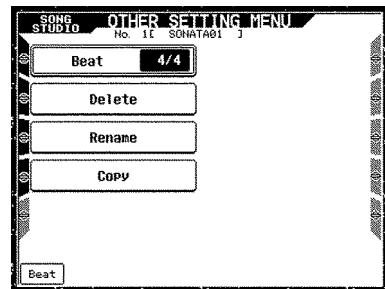 SONG STUDIO OTHER SETTING MENU
No. 1[ SONATA01 ]
Beat 4/4
Delete
Rename
Copy
Beat